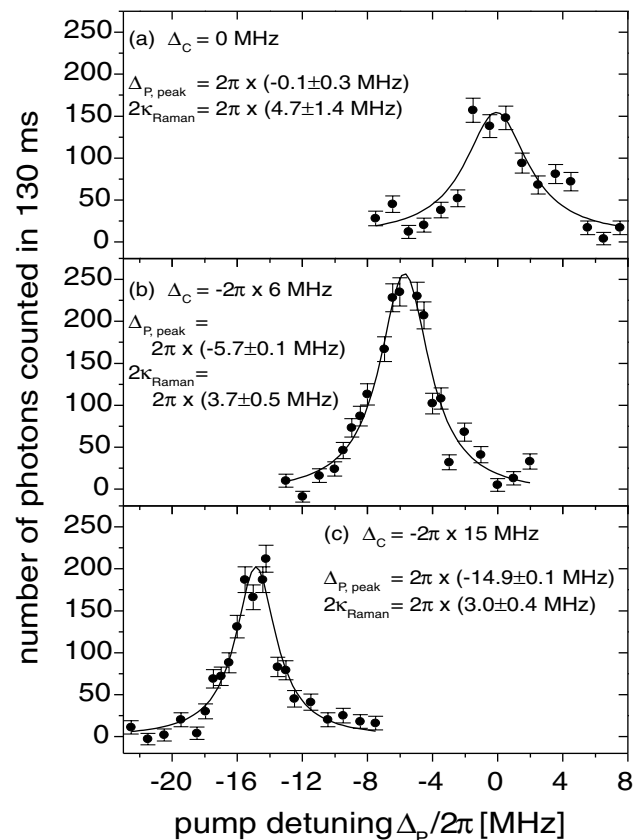 (a) Δ_C = 0 MHz
Δ_P, peak = 2π x (-0.1±0.3 MHz)
2κ_Raman = 2π x (4.7±1.4 MHz)
250
200
150
100
50
0
(b) Δ_C = -2π x 6 MHz
Δ_P, peak =
2π x (-5.7±0.1 MHz)
2κ_Raman =
2π x (3.7±0.5 MHz)
250
200
150
100
50
0
(c) Δ_C = -2π x 15 MHz
Δ_P, peak = 2π x (-14.9±0.1 MHz)
2κ_Raman = 2π x (3.0±0.4 MHz)
250
200
150
100
50
0
number of photons counted in 130 ms
-20 -16 -12 -8 -4 0 4 8
pump detuning Δ_P/2π [MHz]